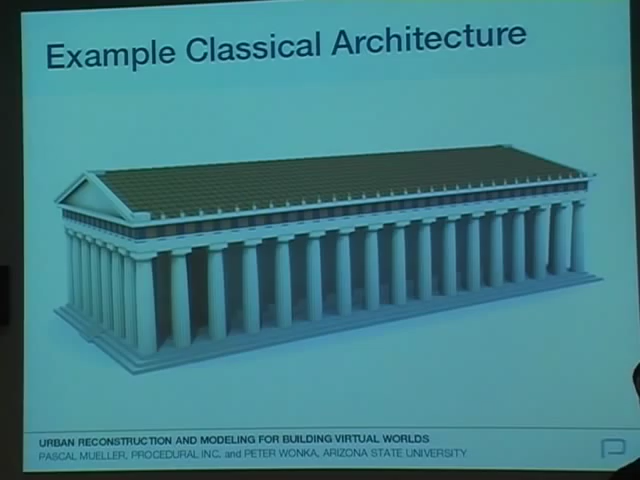 Example Classical Architecture
URBAN RECONSTRUCTION AND MODELING FOR BUILDING VIRTUAL WORLDS
PASCAL MUELLER, PROCEDURAL INC. and PETER WONKA, ARIZONA STATE UNIVERSITY